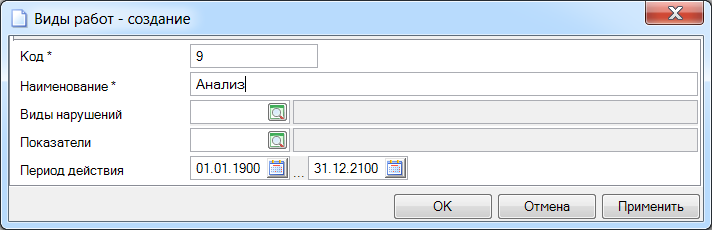 Виды работ - создание
Код * 9
Наименование * Анализ
Виды нарушений
Показатели
Период действия 01.01.1900 ... 31.12.2100
OK Отмена Применить